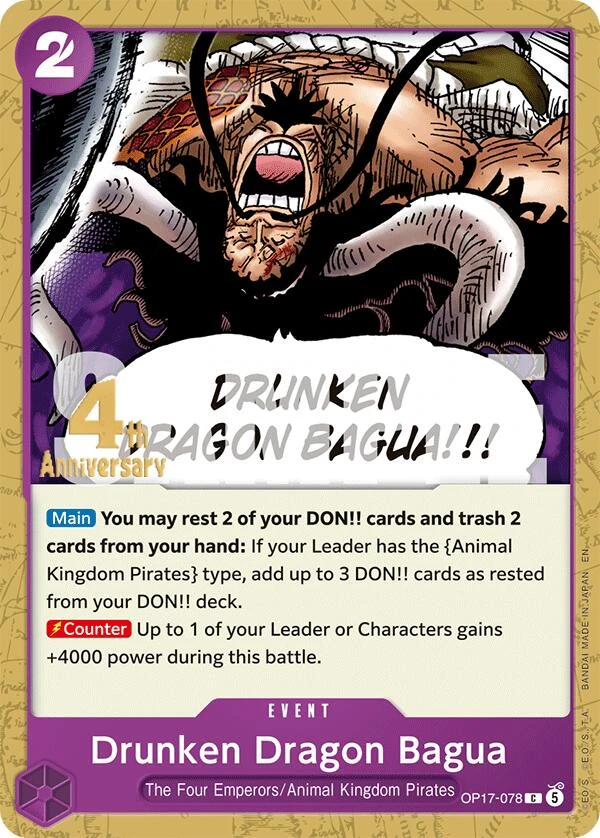 2
DRUNKEN
DRAGON BAGUA!!!
4th
Anniversary
Main You may rest 2 of your DON!! cards and trash 2
cards from your hand: If your Leader has the {Animal
Kingdom Pirates} type, add up to 3 DON!! cards as rested
from your DON!! deck.
⚡Counter Up to 1 of your Leader or Characters gains
+4000 power during this battle.
EVENT
Drunken Dragon Bagua
The Four Emperors/Animal Kingdom Pirates
OP17-078 C 5
©E.O./S., ©E.O./S.,T.A. BANDAI MADE IN JAPAN EN